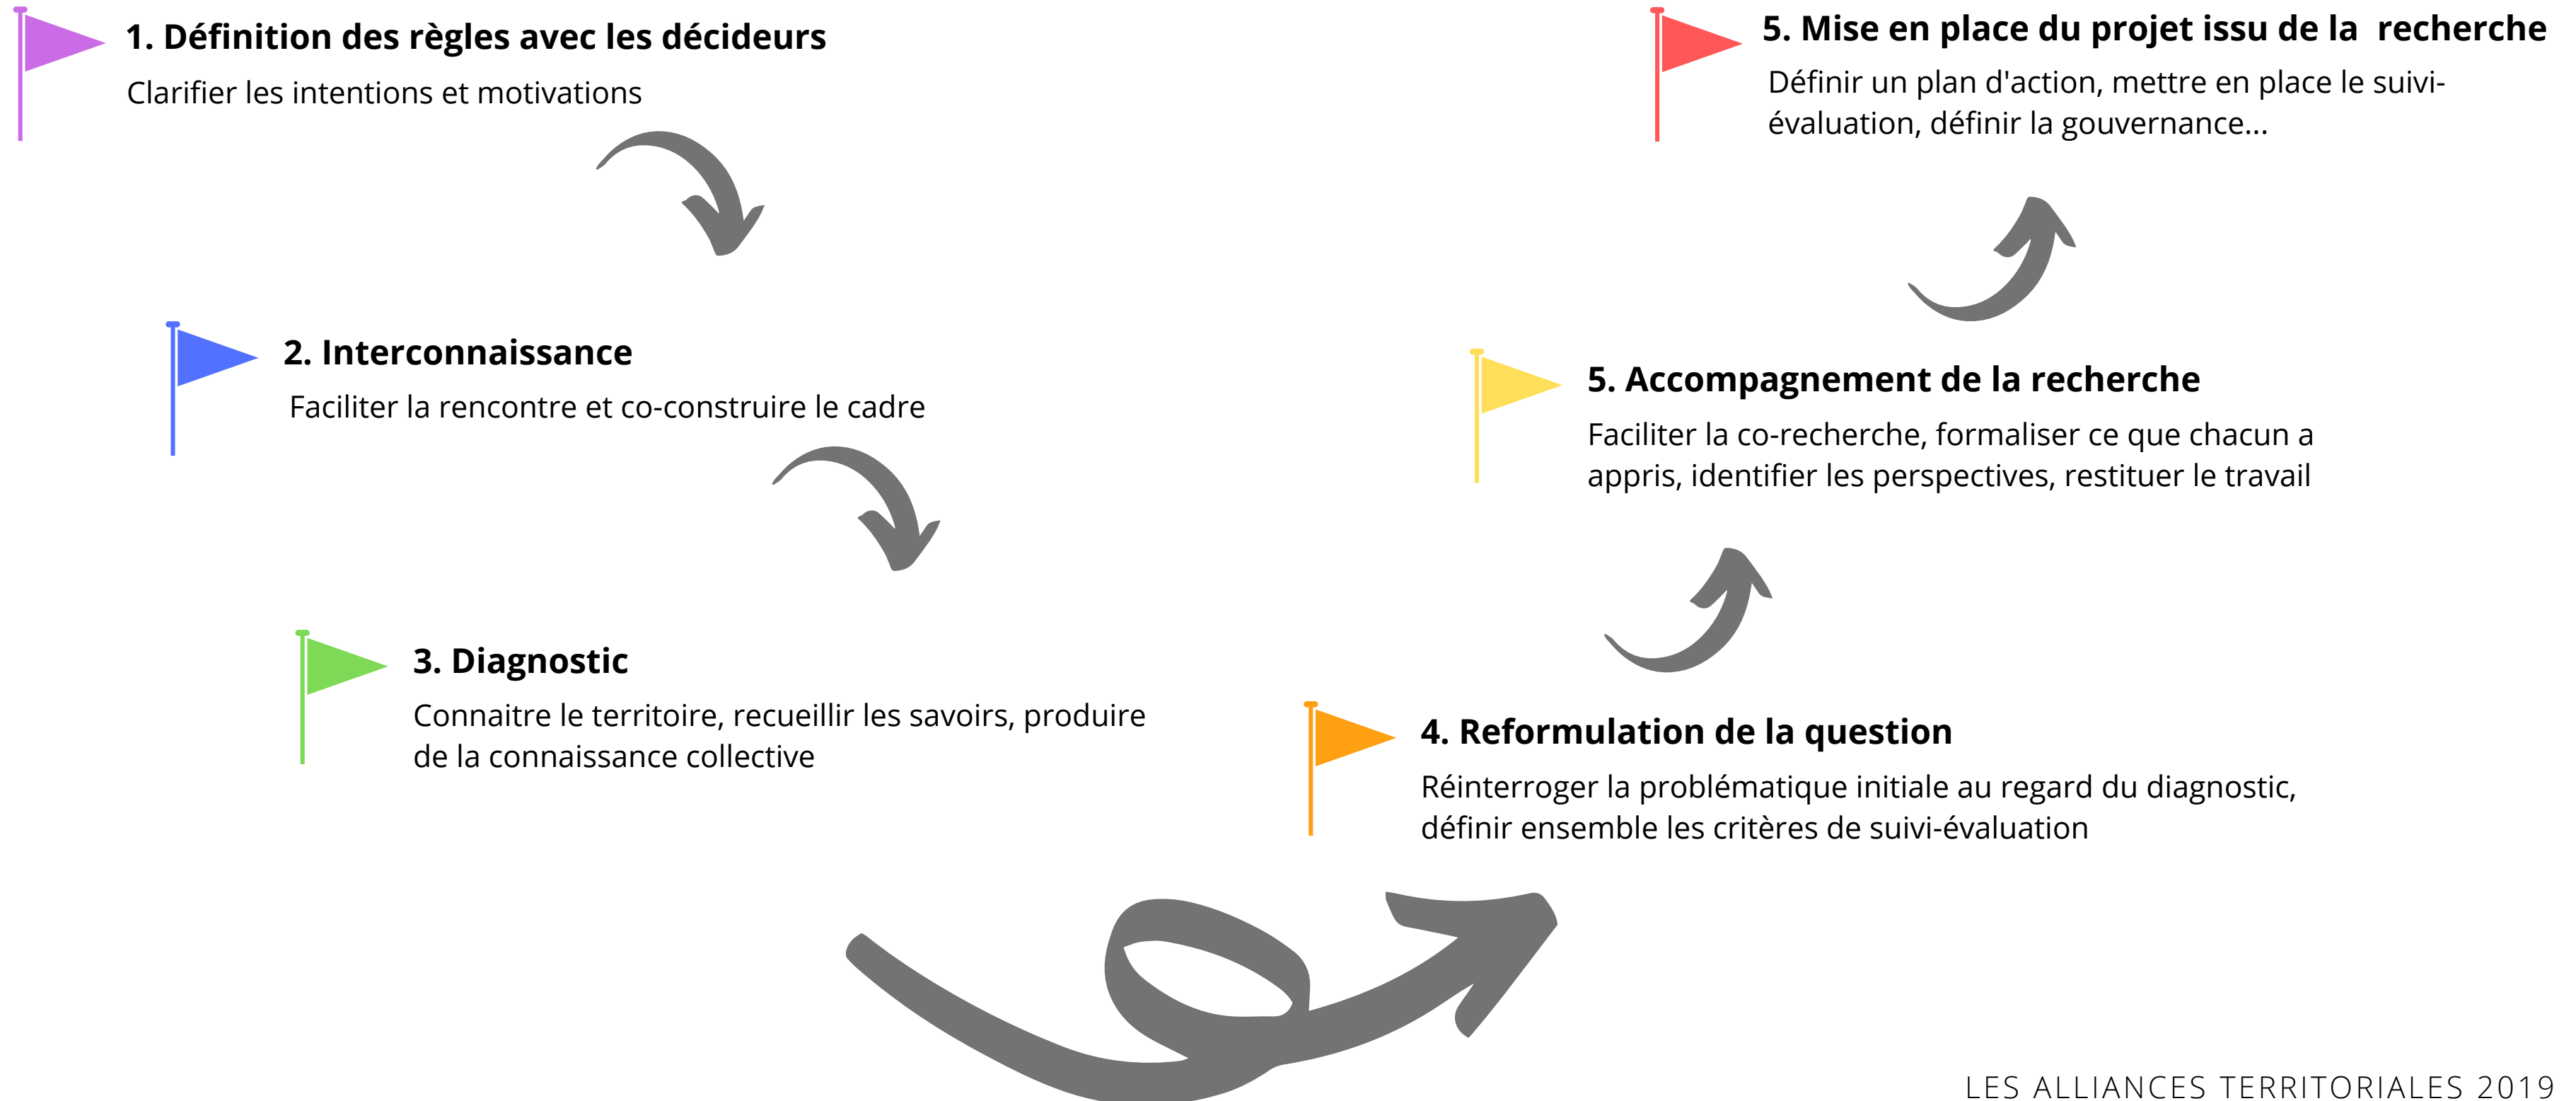 1. Définition des règles avec les décideurs
Clarifier les intentions et motivations
2. Interconnaissance
Faciliter la rencontre et co-construire le cadre
3. Diagnostic
Connaitre le territoire, recueillir les savoirs, produire
de la connaissance collective
4. Reformulation de la question
Réinterroger la problématique initiale au regard du diagnostic,
définir ensemble les critères de suivi-évaluation
5. Accompagnement de la recherche
Faciliter la co-recherche, formaliser ce que chacun a
appris, identifier les perspectives, restituer le travail
5. Mise en place du projet issu de la  recherche
Définir un plan d'action, mettre en place le suivi-
évaluation, définir la gouvernance...
LES ALLIANCES TERRITORIALES 2019